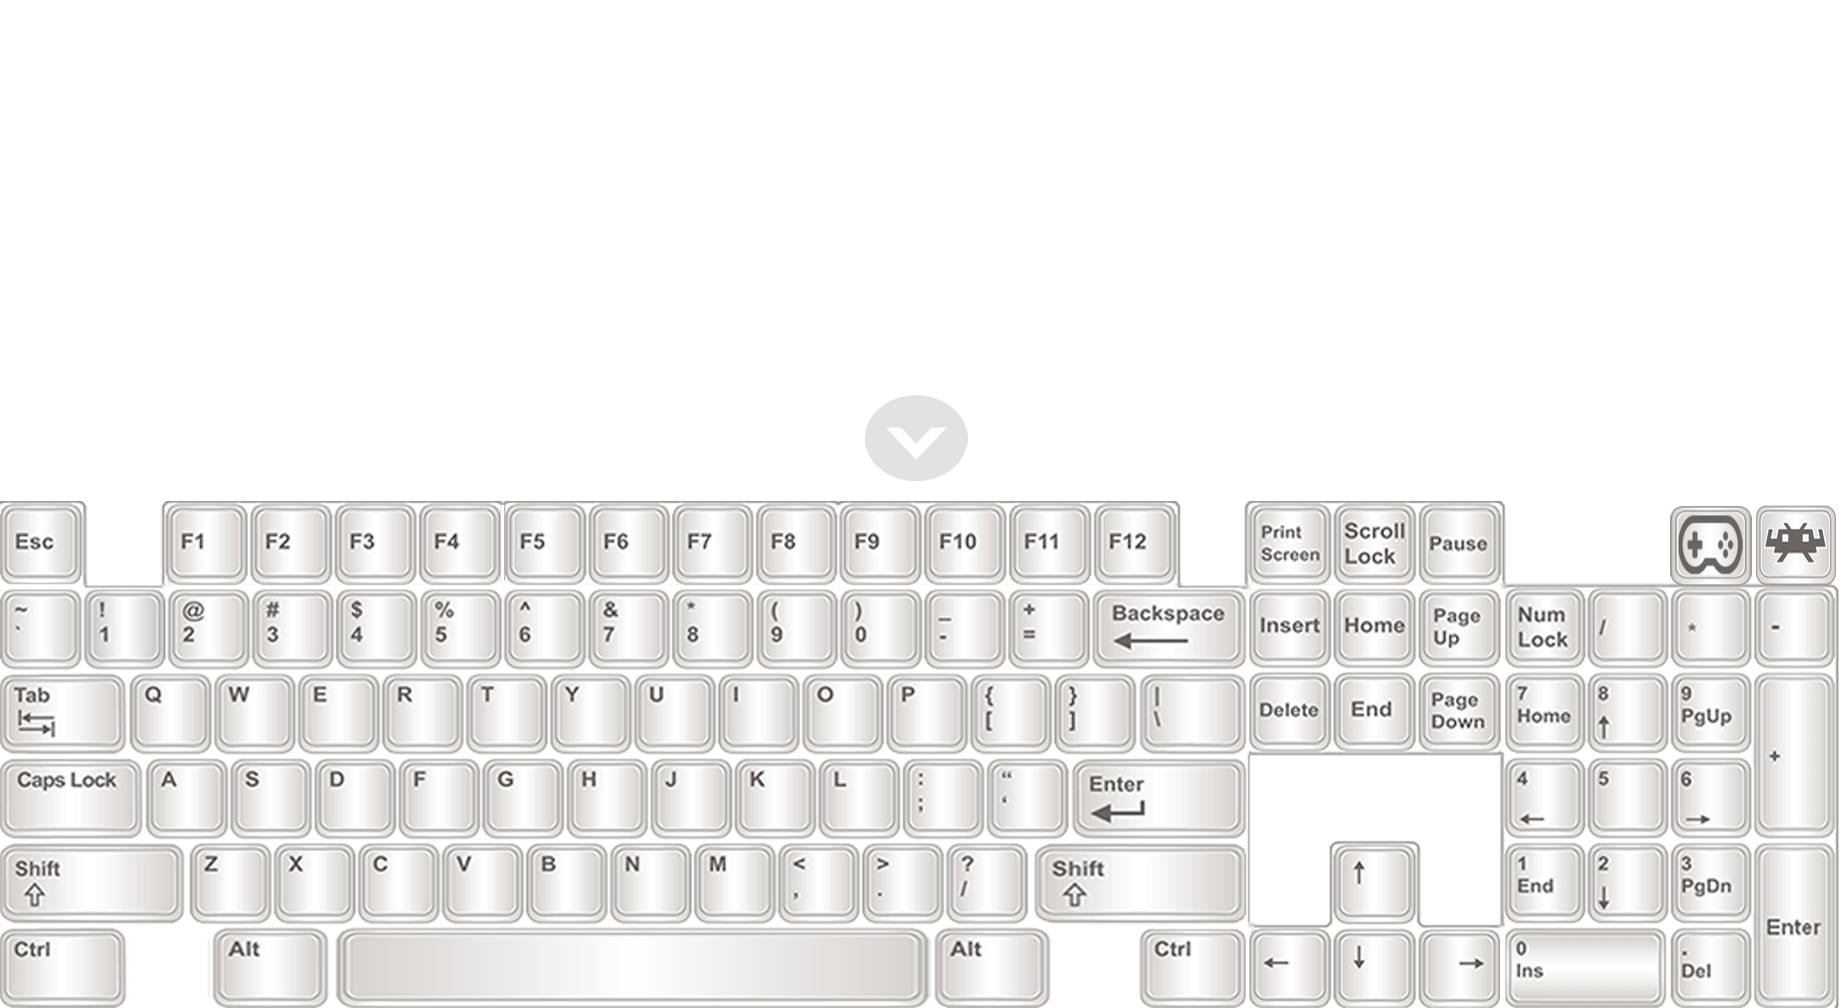 Esc
F1
F2
F3
F4
F5
F6
F7
F8
F9
F10
F11
F12
Print
Screen
Scroll
Lock
Pause
~
`
!
1
@
2
#
3
$
4
%
5
^
6
&
7
*
8
(
9
)
0
_
-
+
=
Backspace
Insert
Home
Page
Up
Num
Lock
/
*
-
Tab
Q
W
E
R
T
Y
U
I
O
P
{
[
}
]
|
\
Delete
End
Page
Down
7
Home
8
↑
9
PgUp
+
Caps Lock
A
S
D
F
G
H
J
K
L
:
;
“
‘
Enter
4
←
5
6
→
Shift
Z
X
C
V
B
N
M
<
,
>
.
?
/
Shift
↑
1
End
2
↓
3
PgDn
Enter
Ctrl
Alt
Alt
Ctrl
←
↓
→
0
Ins
.
Del